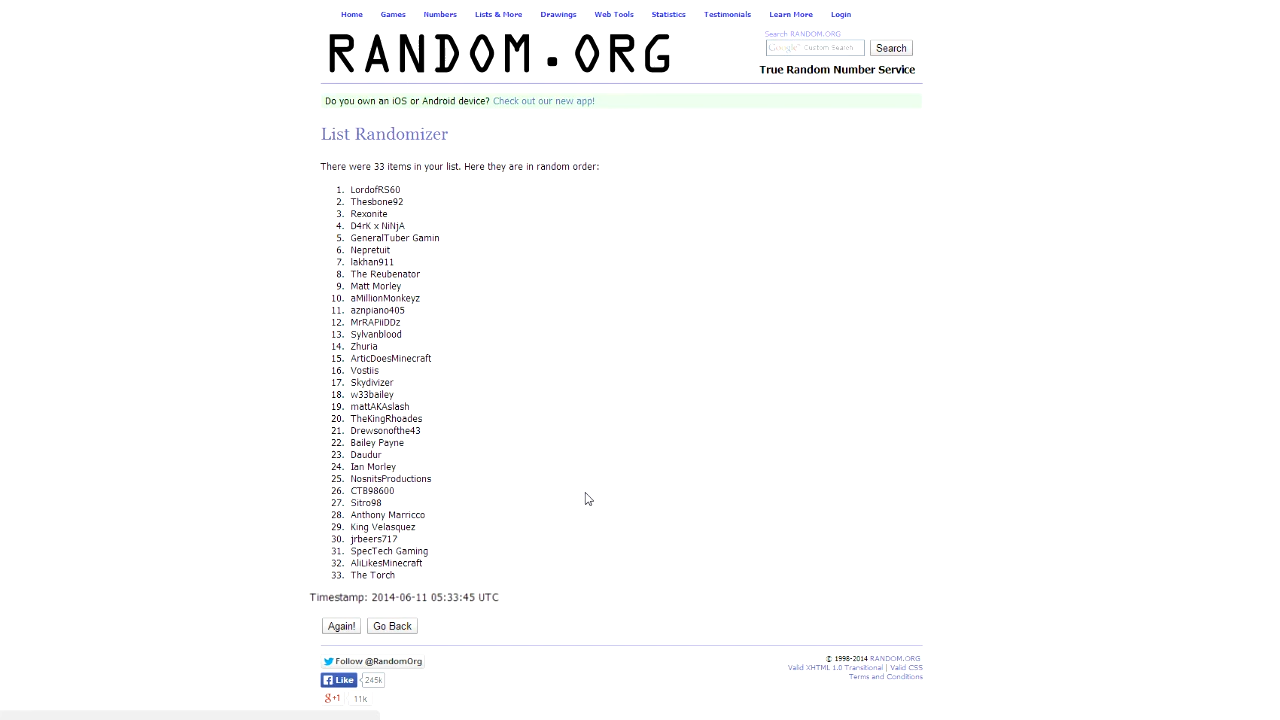 Home Games Numbers Lists & More Drawings Web Tools Statistics Testimonials Learn More Login
RANDOM.ORG
Search RANDOM.ORG
Google Custom Search Search
True Random Number Service
Do you own an iOS or Android device? Check out our new app!
List Randomizer
There were 33 items in your list. Here they are in random order:
1. LordofRS60
2. Thesbone92
3. Rexonite
4. D4rK x NiNjA
5. GeneralTuber Gamin
6. Nepretuit
7. lakhan911
8. The Reubenator
9. Matt Morley
10. aMillionMonkeyz
11. aznpiano405
12. MrRAPiiDDz
13. Sylvanblood
14. Zhuria
15. ArticDoesMinecraft
16. Vostiis
17. Skydivizer
18. w33bailey
19. mattAKAslash
20. TheKingRhoades
21. Drewsonofthe43
22. Bailey Payne
23. Daudur
24. Ian Morley
25. NosnitsProductions
26. CTB98600
27. Sitro98
28. Anthony Marricco
29. King Velasquez
30. jrbeers717
31. SpecTech Gaming
32. AliLikesMinecraft
33. The Torch
Timestamp: 2014-06-11 05:33:45 UTC
Again! Go Back
Follow @RandomOrg
Like 245k
g+1 11k
© 1998-2014 RANDOM.ORG
Valid XHTML 1.0 Transitional | Valid CSS
Terms and Conditions